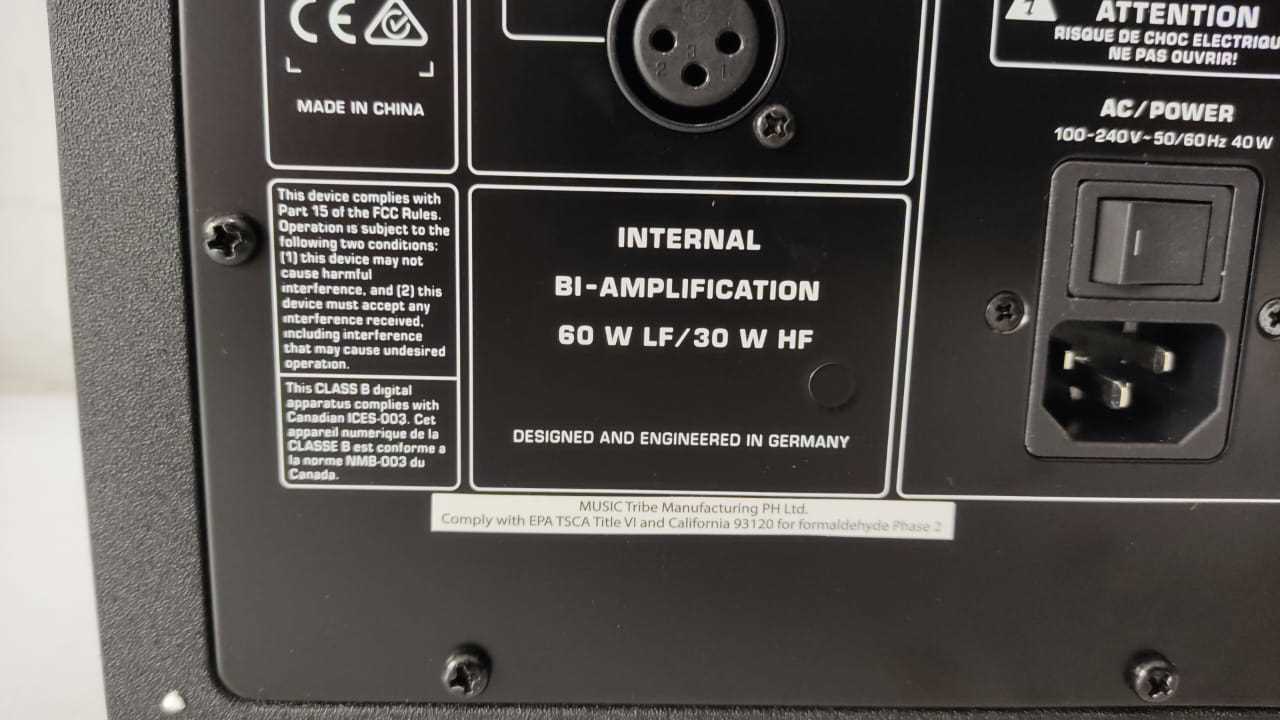 CE
MADE IN CHINA
3
2
1
ATTENTION
RISQUE DE CHOC ELECTRIQU
NE PAS OUVRIR!
AC/POWER
100-240V~50/60Hz 40W
This device complies with
Part 15 of the FCC Rules.
Operation is subject to the
following two conditions:
(1) this device may not
cause harmful
interference, and (2) this
device must accept any
interference received,
including interference
that may cause undesired
operation.
This CLASS B digital
apparatus complies with
Canadian ICES-003. Cet
appareil numerique de la
CLASSE B est conforme a
la norme NMB-003 du
Canada.
INTERNAL
BI-AMPLIFICATION
60 W LF/30 W HF
DESIGNED AND ENGINEERED IN GERMANY
MUSIC Tribe Manufacturing PH Ltd.
Comply with EPA TSCA Title VI and California 93120 for formaldehyde Phase 2